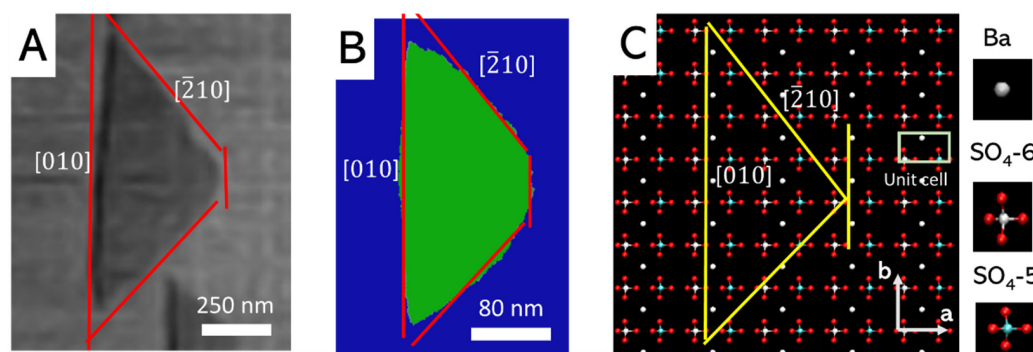 A
[2̅10]
[010]
250 nm
B
[2̅10]
[010]
80 nm
C
[2̅10]
[010]
Unit cell
b
a
Ba
SO₄-6
SO₄-5